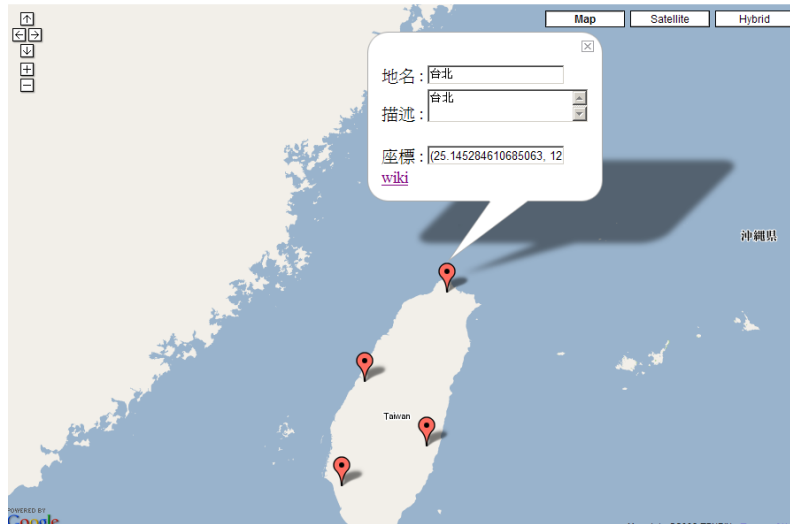 Map Satellite Hybrid
地名 : 台北
台北
描述 :
座標 : (25.145284610685063, 12
wiki
沖縄県
Taiwan
POWERED BY
Google